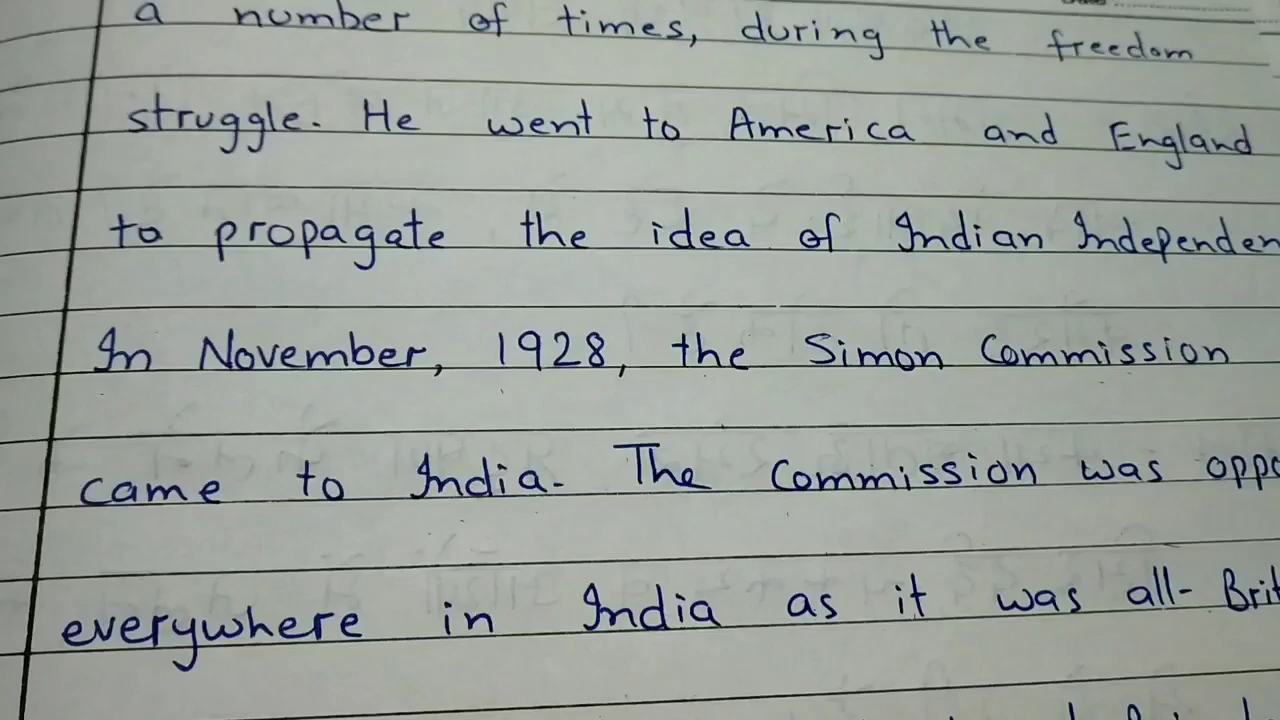 a number of times, during the freedom
struggle. He went to America and England
to propagate the idea of Indian Independen
In November, 1928, the Simon Commission
came to India. The Commission was oppo
everywhere in India as it was all-Brit